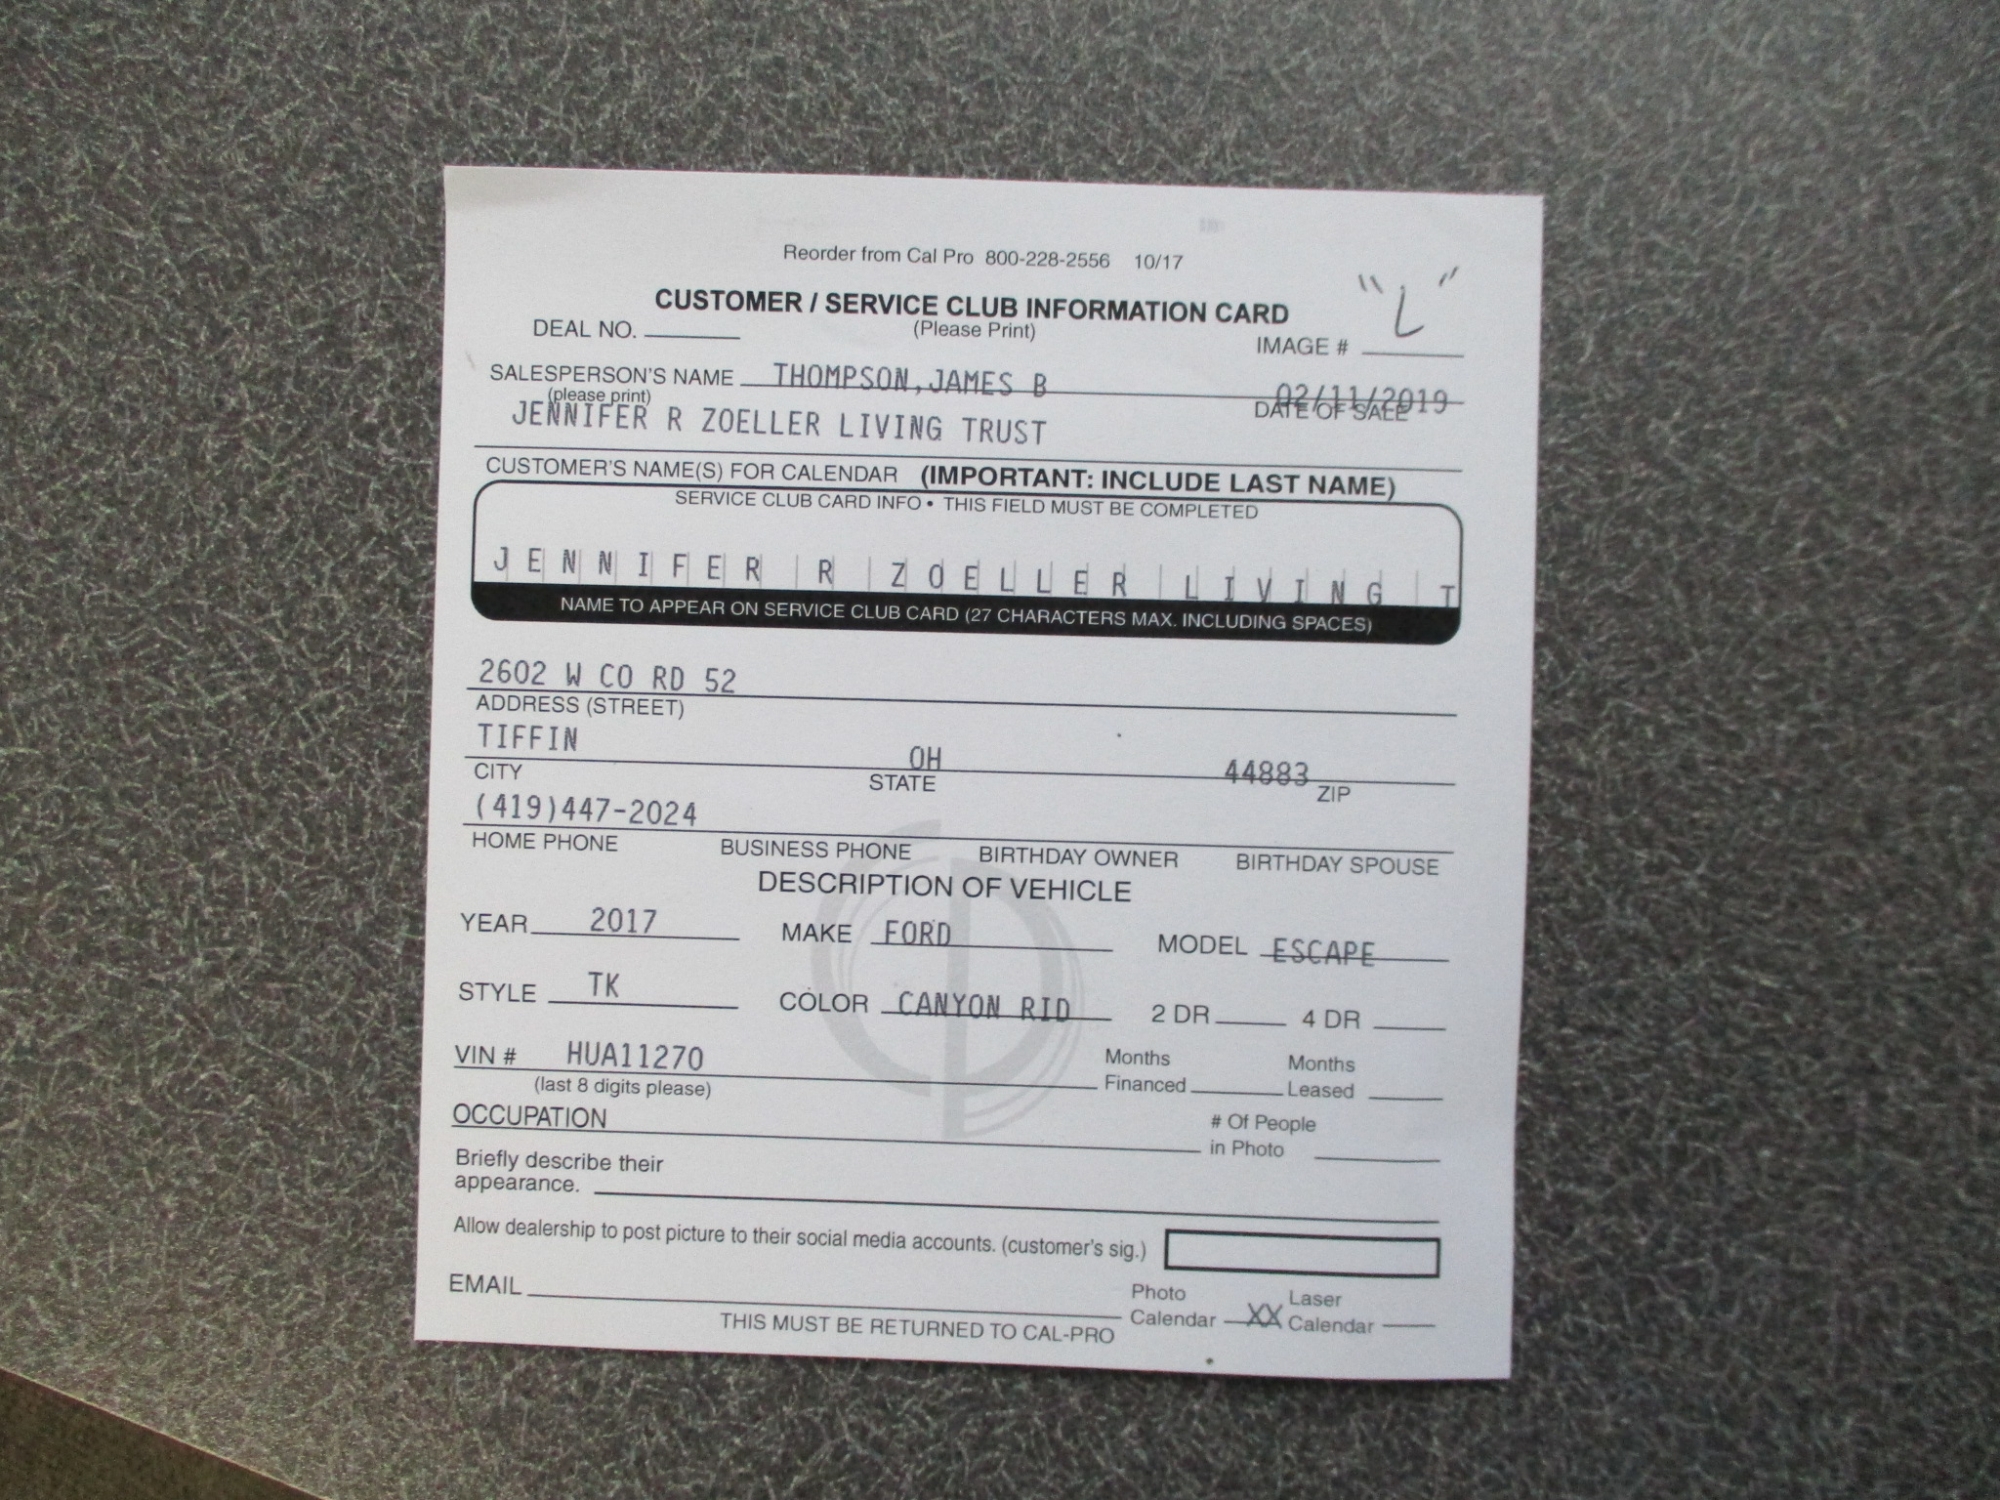 Reorder from Cal Pro 800-228-2556 10/17
"L"
CUSTOMER / SERVICE CLUB INFORMATION CARD
DEAL NO. (Please Print) IMAGE #
SALESPERSON'S NAME THOMPSON,JAMES B 02/11/2019
(please print) DATE OF SALE
JENNIFER R ZOELLER LIVING TRUST
CUSTOMER'S NAME(S) FOR CALENDAR (IMPORTANT: INCLUDE LAST NAME)
SERVICE CLUB CARD INFO • THIS FIELD MUST BE COMPLETED
JENNIFER R ZOELLER LIVING T
NAME TO APPEAR ON SERVICE CLUB CARD (27 CHARACTERS MAX. INCLUDING SPACES)
2602 W CO RD 52
ADDRESS (STREET)
TIFFIN OH 44883
CITY STATE ZIP
(419)447-2024
HOME PHONE BUSINESS PHONE BIRTHDAY OWNER BIRTHDAY SPOUSE
DESCRIPTION OF VEHICLE
YEAR 2017 MAKE FORD MODEL ESCAPE
STYLE TK COLOR CANYON RID 2 DR 4 DR
VIN # HUA11270 Months Financed Months Leased
(last 8 digits please)
OCCUPATION # Of People in Photo
Briefly describe their
appearance.
Allow dealership to post picture to their social media accounts. (customer's sig.)
EMAIL Photo Calendar XX Laser Calendar
THIS MUST BE RETURNED TO CAL-PRO